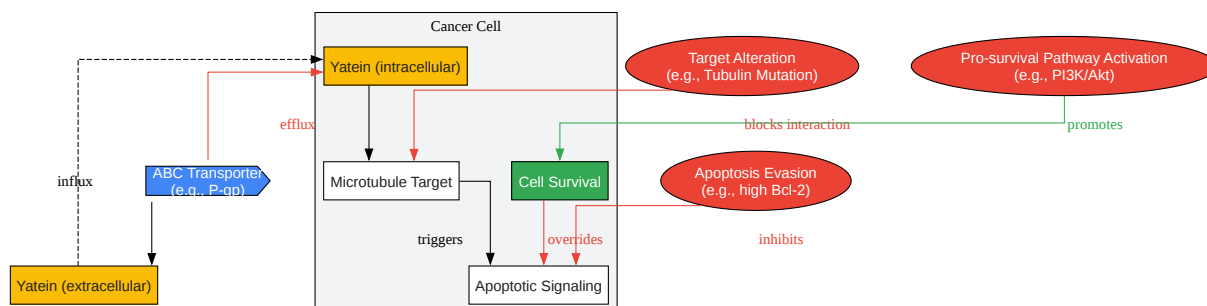 Cancer Cell
Yatein (intracellular)
Target Alteration
(e.g., Tubulin Mutation)
Pro-survival Pathway Activation
(e.g., PI3K/Akt)
efflux
blocks interaction
promotes
influx
ABC Transporter
(e.g., P-gp)
Microtubule Target
Cell Survival
Apoptosis Evasion
(e.g., high Bcl-2)
triggers
overrides
inhibits
Yatein (extracellular)
Apoptotic Signaling